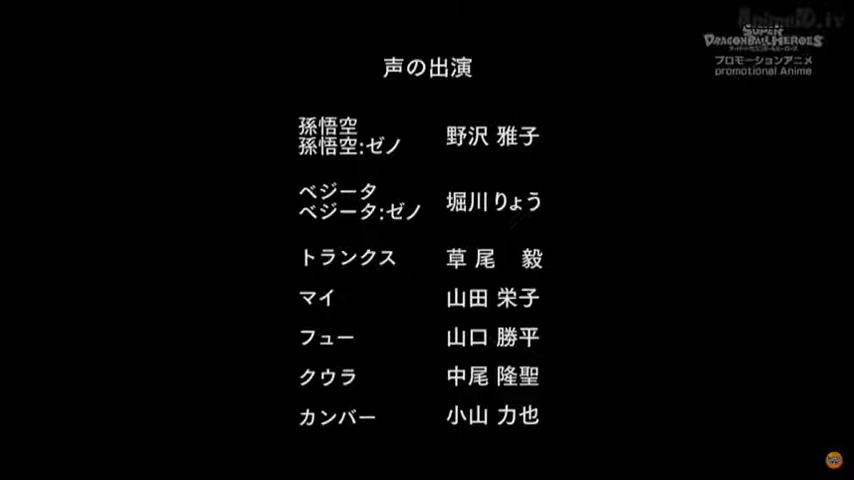 AnimeID.tv
SUPER
DRAGONBALL HEROES
プロモーションアニメ
promotional Anime
声の出演
孫悟空
孫悟空:ゼノ
野沢 雅子
ベジータ
ベジータ:ゼノ
堀川りょう
トランクス 草尾 毅
マイ 山田 栄子
フュー 山口 勝平
クウラ 中尾 隆聖
カンバー 小山 力也